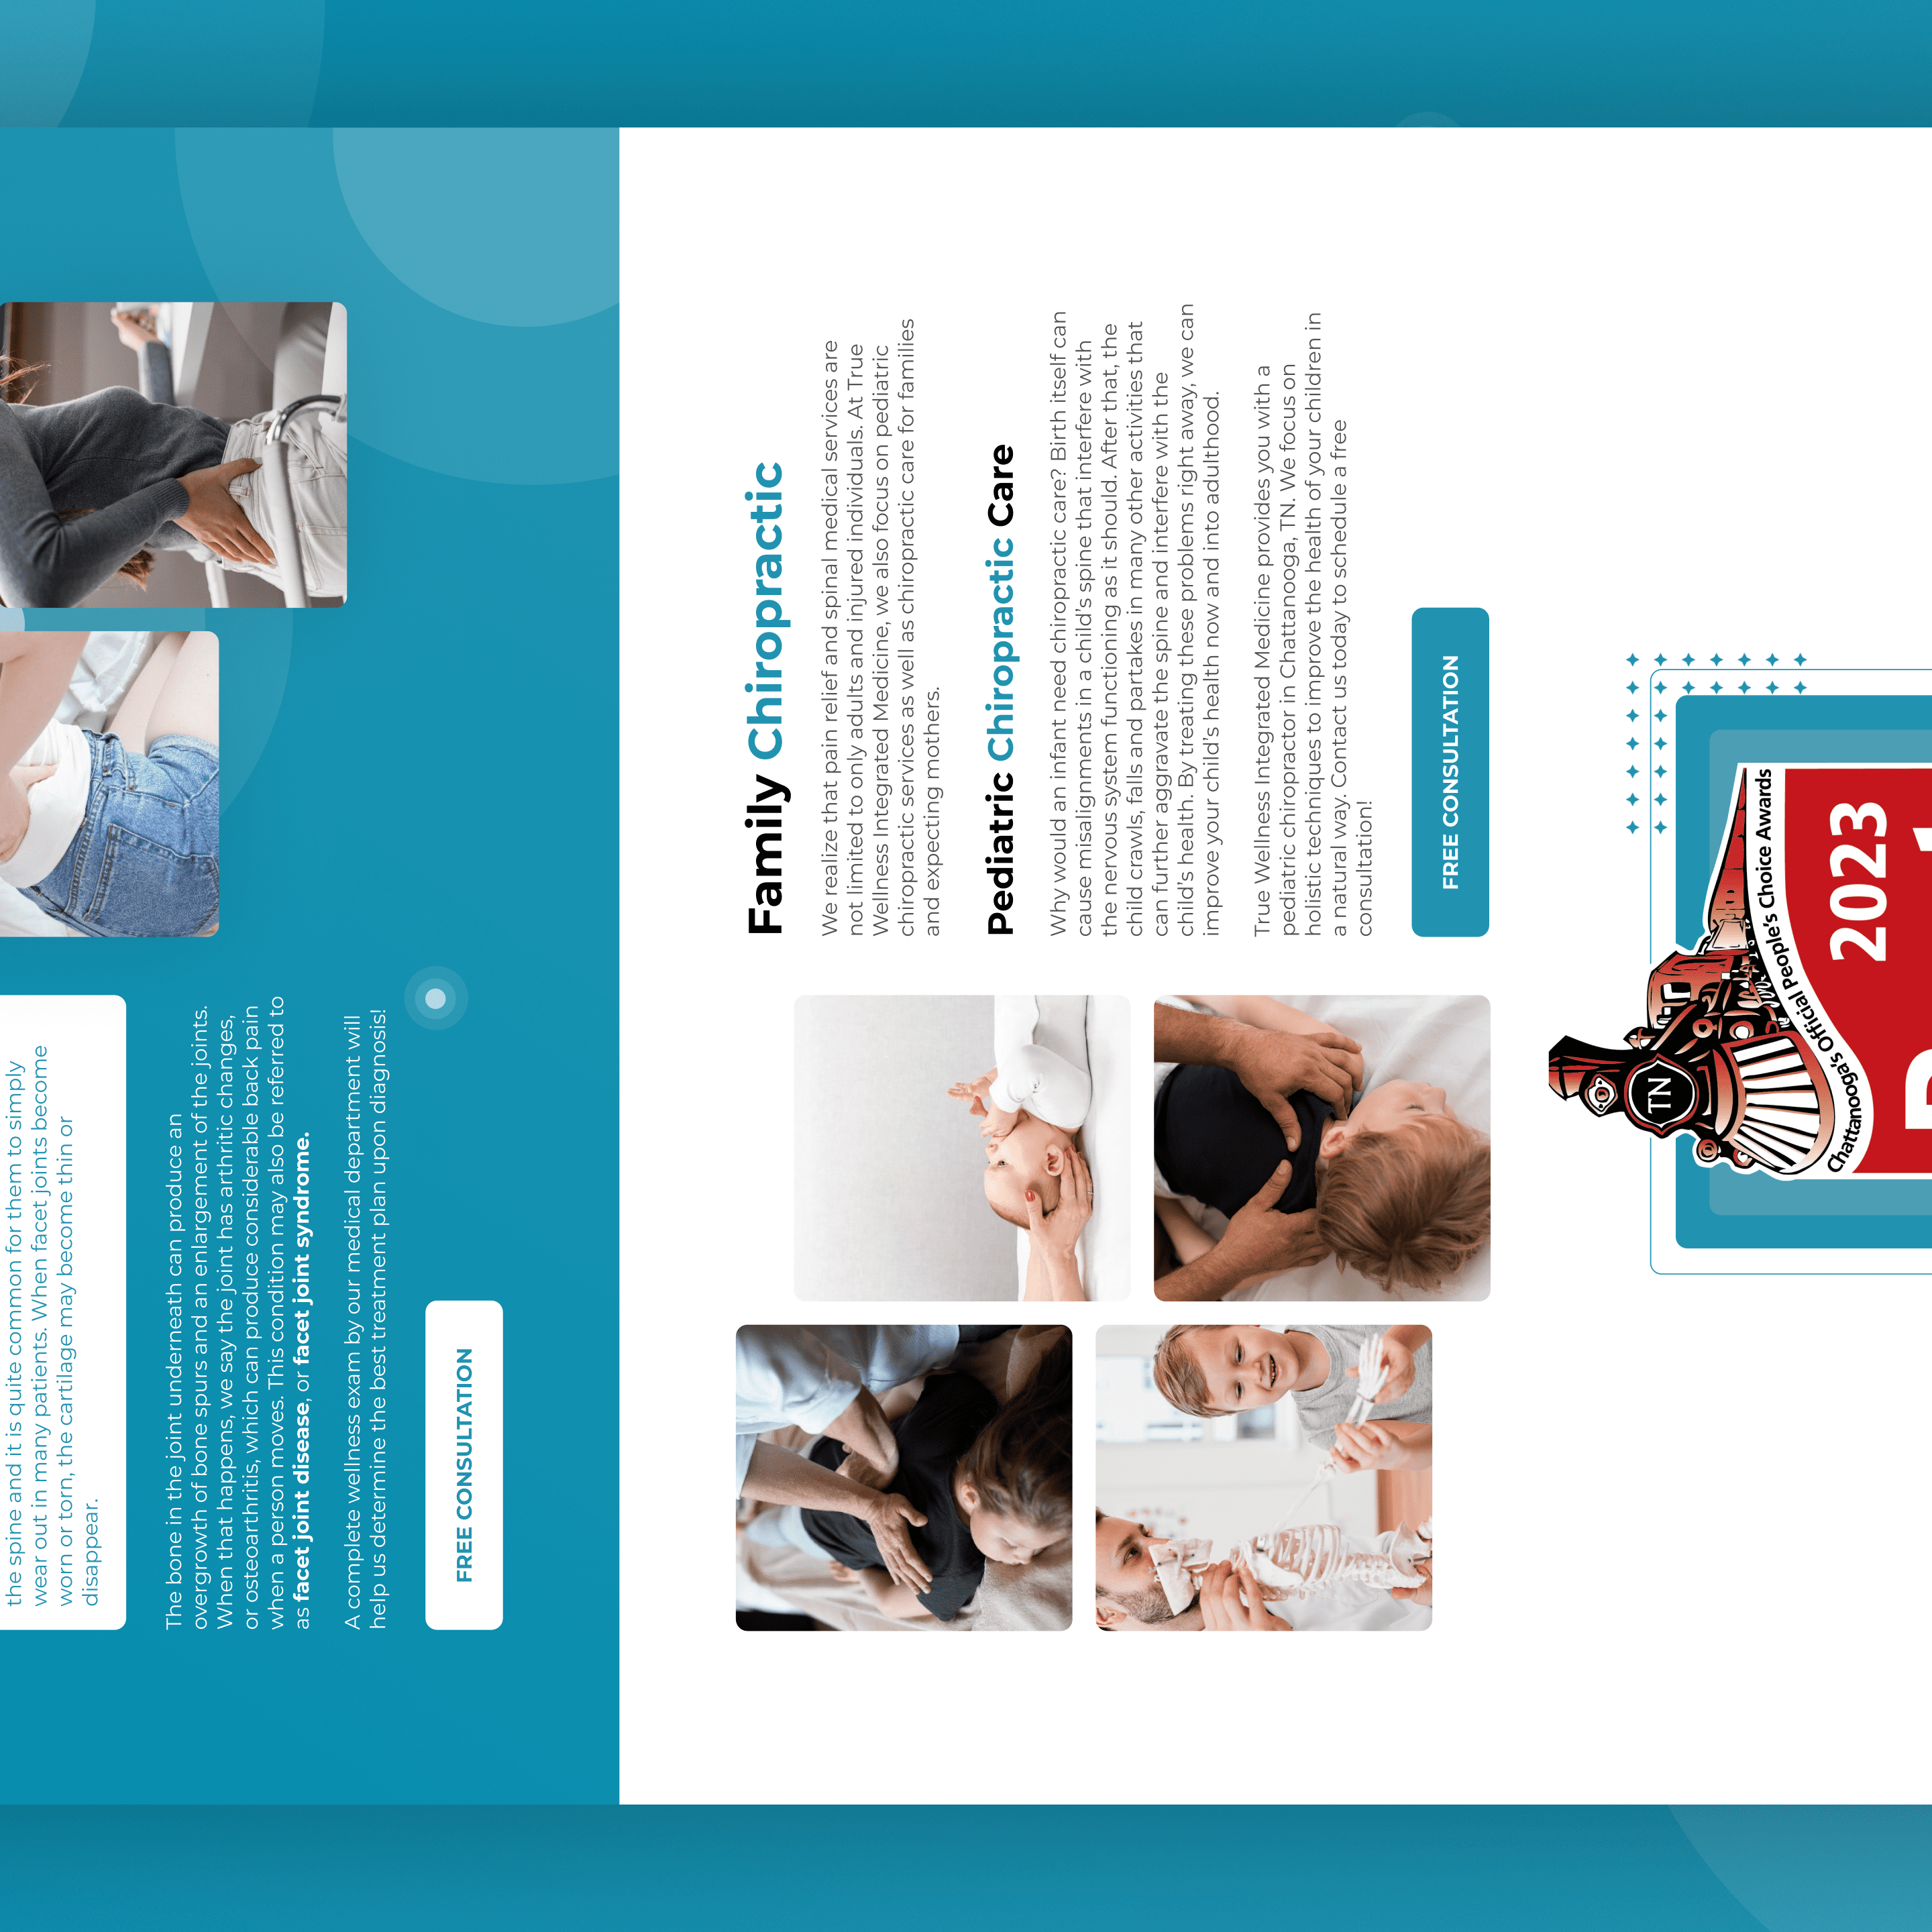 the spine and it is quite common for them to simply
wear out in many patients. When facet joints become
worn or torn, the cartilage may become thin or
disappear.
The bone in the joint underneath can produce an
overgrowth of bone spurs and an enlargement of the joints.
When that happens, we say the joint has arthritic changes,
or osteoarthritis, which can produce considerable back pain
when a person moves. This condition may also be referred to
as facet joint disease, or facet joint syndrome.
A complete wellness exam by our medical department will
help us determine the best treatment plan upon diagnosis!
FREE CONSULTATION
Family Chiropractic
We realize that pain relief and spinal medical services are
not limited to only adults and injured individuals. At True
Wellness Integrated Medicine, we also focus on pediatric
chiropractic services as well as chiropractic care for families
and expecting mothers.
Pediatric Chiropractic Care
Why would an infant need chiropractic care? Birth itself can
cause misalignments in a child's spine that interfere with
the nervous system functioning as it should. After that, the
child crawls, falls and partakes in many other activities that
can further aggravate the spine and interfere with the
child's health. By treating these problems right away, we can
improve your child's health now and into adulthood.
True Wellness Integrated Medicine provides you with a
pediatric chiropractor in Chattanooga, TN. We focus on
holistic techniques to improve the health of your children in
a natural way. Contact us today to schedule a free
consultation!
FREE CONSULTATION
TN
Chattanooga's Official People's Choice Awards
2023